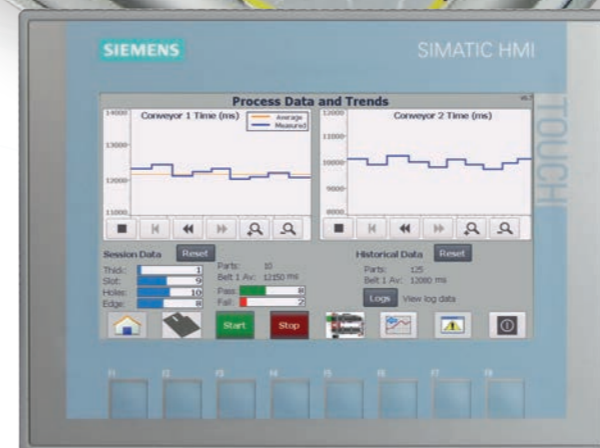 SIEMENS
SIMATIC HMI
TOUCH
Process Data and Trends
14000
Conveyor 1 Time (ms)
Average
Measured
13000
12000
11000
12000
Conveyor 2 Time (ms)
11000
10000
9000
8000
Session Data
Reset
Thick:
1
Slot:
9
Holes:
10
Edge:
8
Parts:
10
Belt 1 Av:
12150 ms
Pass:
8
Fail:
2
Historical Data
Reset
Parts:
125
Belt 1 Av:
12080 ms
Logs
View log data
Start
Stop
F1
F2
F3
F4
F5
F6
F7
F8